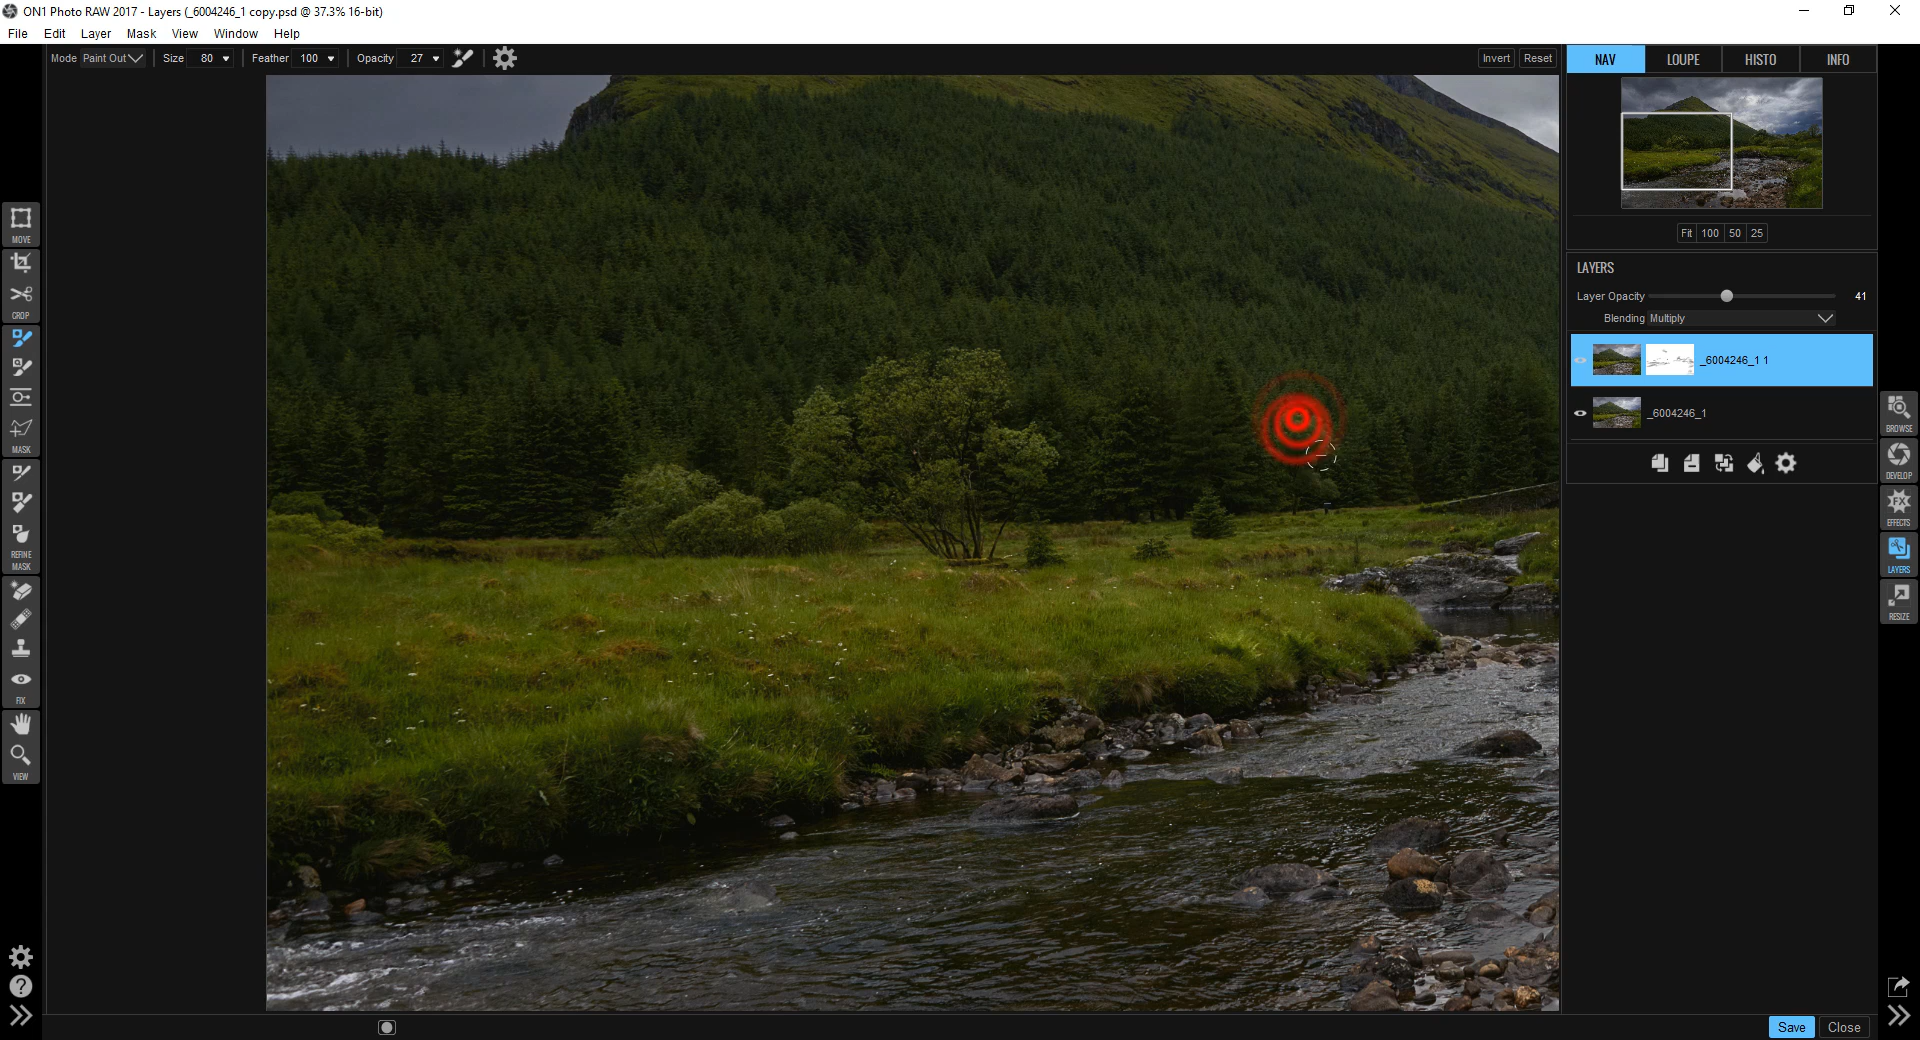 ON1 Photo RAW 2017 - Layers (_6004246_1 copy.psd @ 37.3% 16-bit)
File Edit Layer Mask View Window Help
Mode Paint Out Size 80 Feather 100 Opacity 27 Invert Reset
NAV LOUPE HISTO INFO
Fit 100 50 25
LAYERS
Layer Opacity 41
Blending Multiply
_6004246_1 1
_6004246_1
MOVE
CROP
MASK
REFINE
MASK
FIX
VIEW
BROWSE
DEVELOP
FX
EFFECTS
LAYERS
RESIZE
Save Close